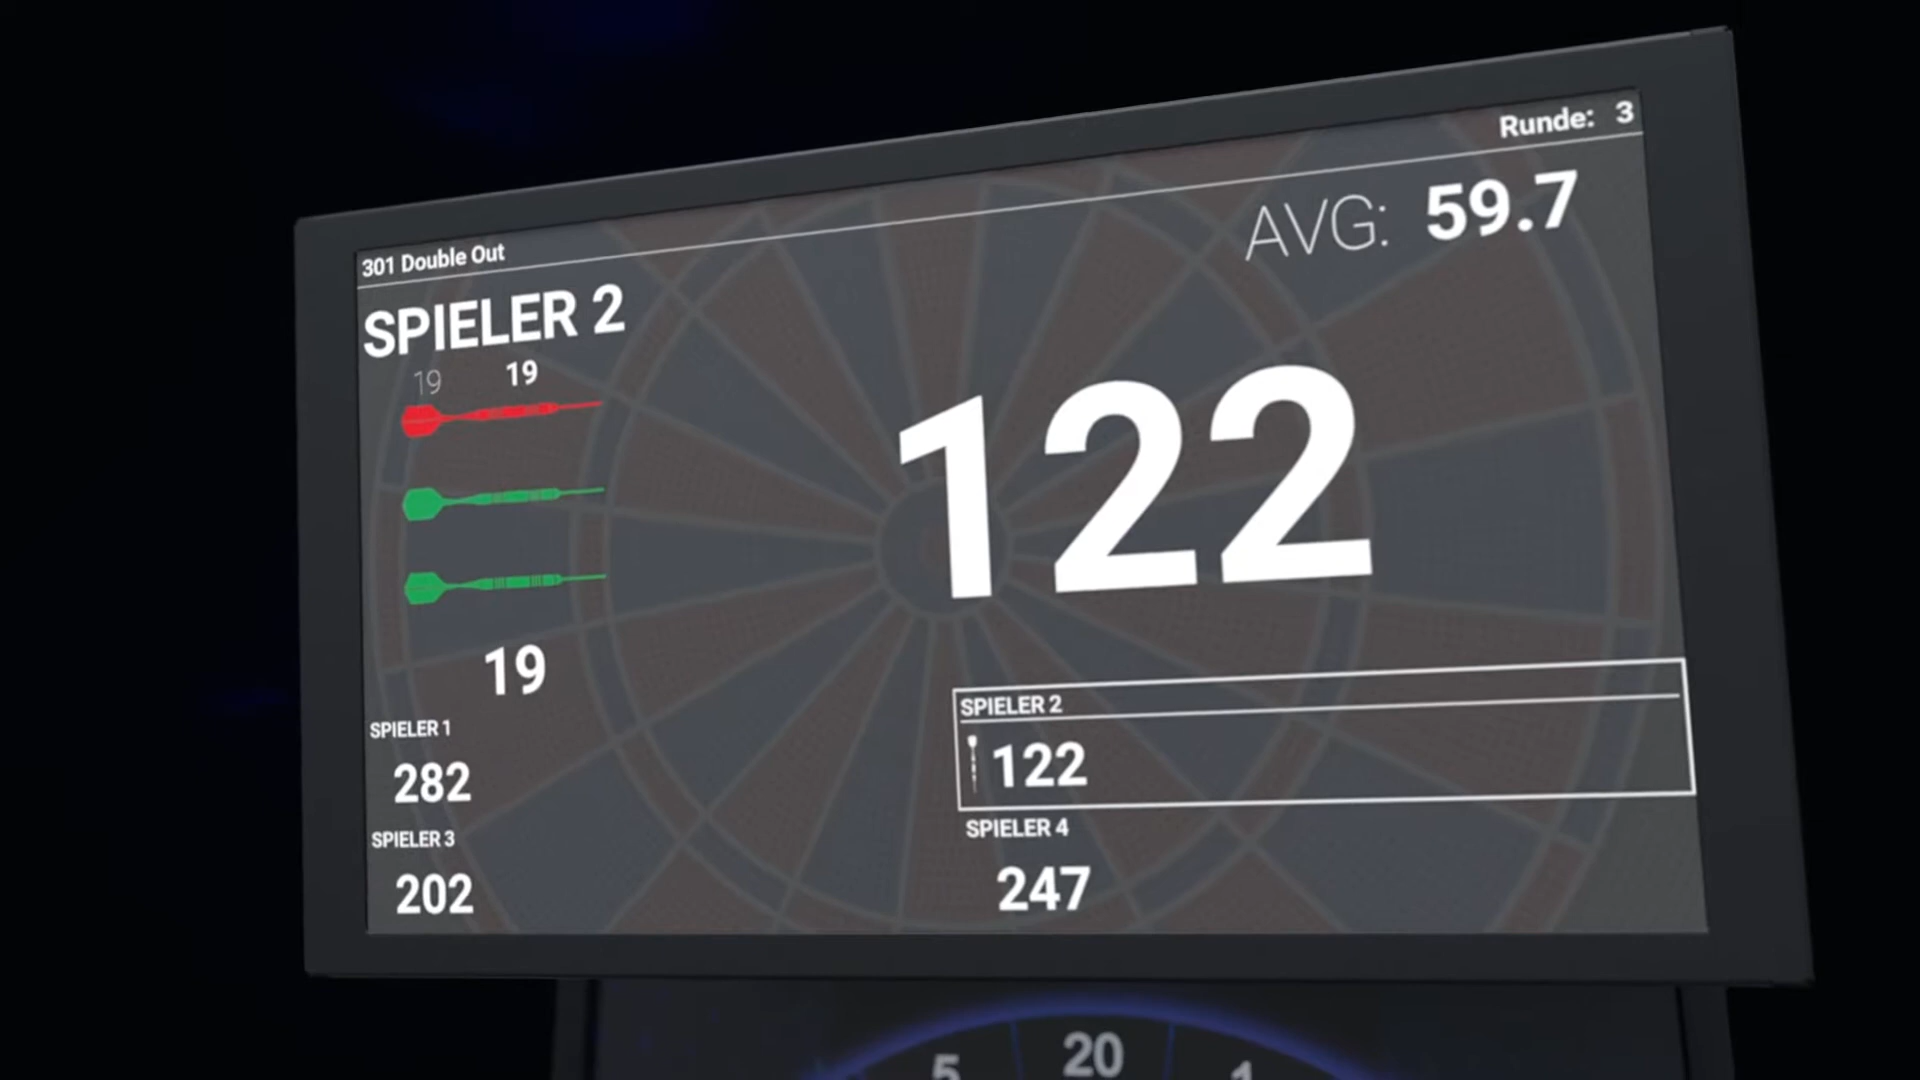 Runde: 3
301 Double Out
AVG: 59.7
SPIELER 2
19 19
122
19
SPIELER 1
282
SPIELER 2
122
SPIELER 3
202
SPIELER 4
247
5 20 1